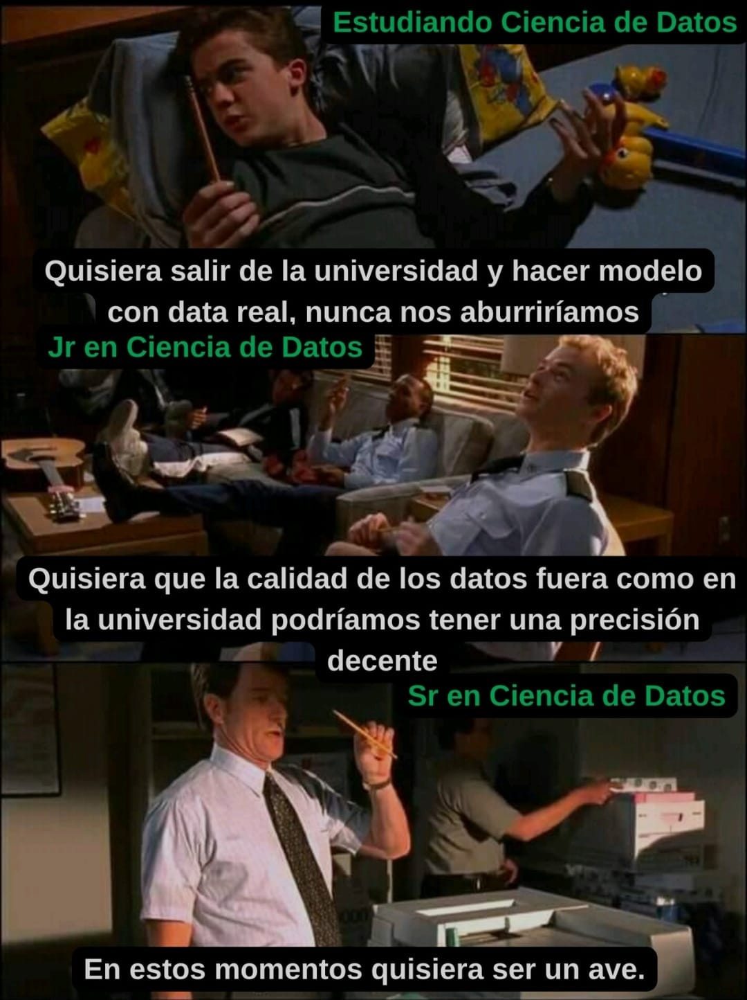 Estudiando Ciencia de Datos
Quisiera salir de la universidad y hacer modelo
con data real, nunca nos aburriríamos
Jr en Ciencia de Datos
Quisiera que la calidad de los datos fuera como en
la universidad podríamos tener una precisión
decente
Sr en Ciencia de Datos
En estos momentos quisiera ser un ave.